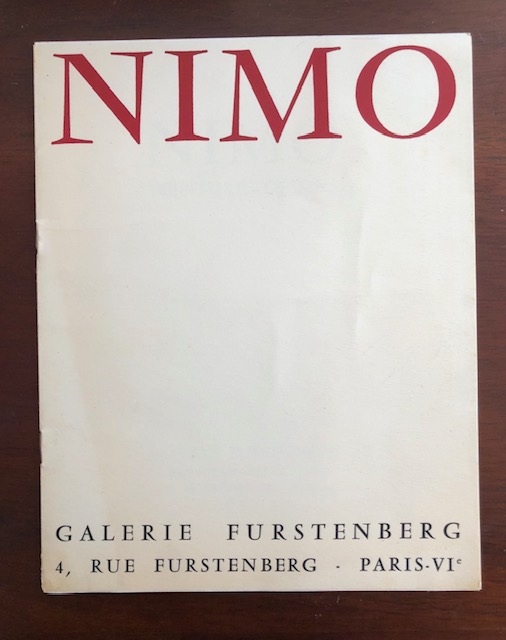 NIMO
GALERIE FURSTENBERG
4, RUE FURSTENBERG - PARIS-VIᵉ